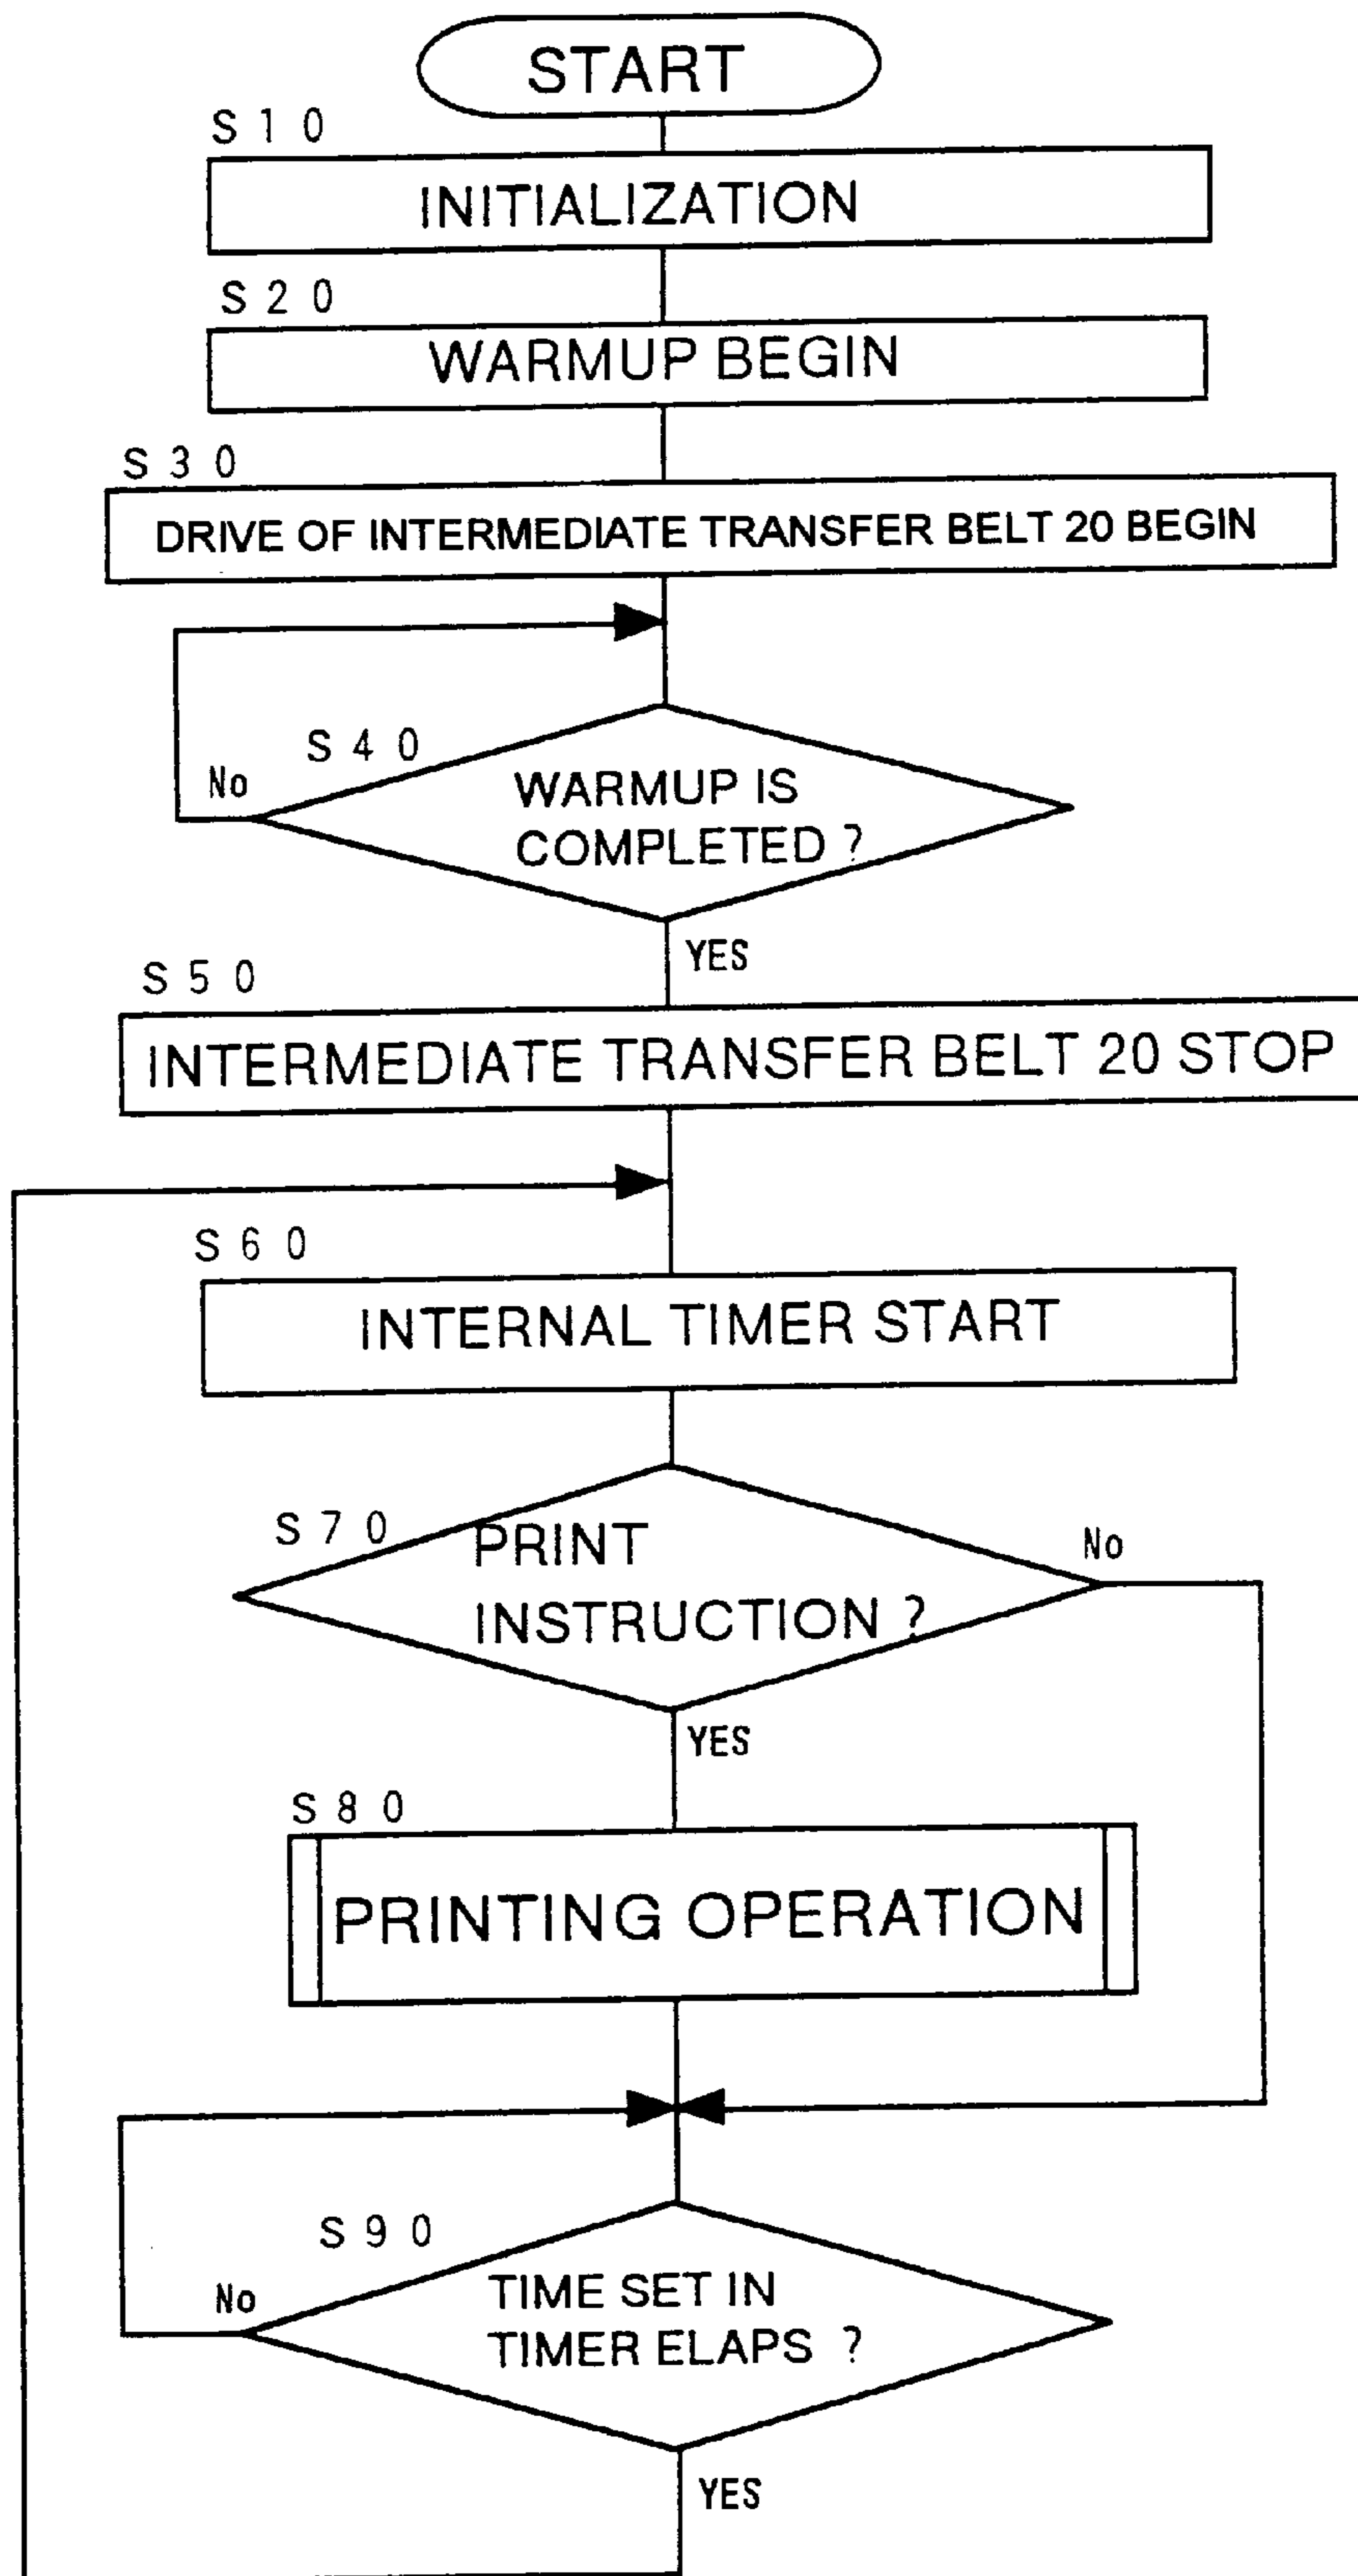 START
S10
INITIALIZATION
S20
WARMUP BEGIN
S30
DRIVE OF INTERMEDIATE TRANSFER BELT 20 BEGIN
S40
No
WARMUP IS
COMPLETED ?
YES
S50
INTERMEDIATE TRANSFER BELT 20 STOP
S60
INTERNAL TIMER START
S70
PRINT
No
INSTRUCTION ?
YES
S80
PRINTING OPERATION
S90
No
TIME SET IN
TIMER ELAPS ?
YES